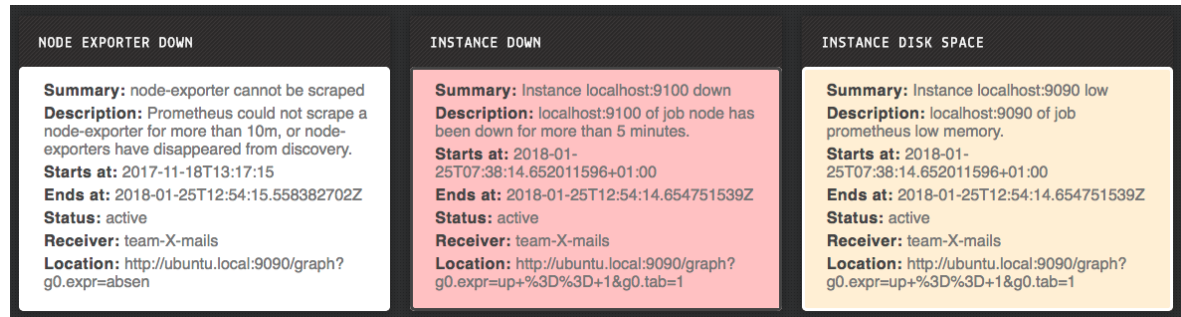 NODE EXPORTER DOWN
Summary: node-exporter cannot be scraped
Description: Prometheus could not scrape a
node-exporter for more than 10m, or node-
exporters have disappeared from discovery.
Starts at: 2017-11-18T13:17:15
Ends at: 2018-01-25T12:54:15.558382702Z
Status: active
Receiver: team-X-mails
Location: http://ubuntu.local:9090/graph?
g0.expr=absen
INSTANCE DOWN
Summary: Instance localhost:9100 down
Description: localhost:9100 of job node has
been down for more than 5 minutes.
Starts at: 2018-01-
25T07:38:14.652011596+01:00
Ends at: 2018-01-25T12:54:14.654751539Z
Status: active
Receiver: team-X-mails
Location: http://ubuntu.local:9090/graph?
g0.expr=up+%3D%3D+1&g0.tab=1
INSTANCE DISK SPACE
Summary: Instance localhost:9090 low
Description: localhost:9090 of job
prometheus low memory.
Starts at: 2018-01-
25T07:38:14.652011596+01:00
Ends at: 2018-01-25T12:54:14.654751539Z
Status: active
Receiver: team-X-mails
Location: http://ubuntu.local:9090/graph?
g0.expr=up+%3D%3D+1&g0.tab=1